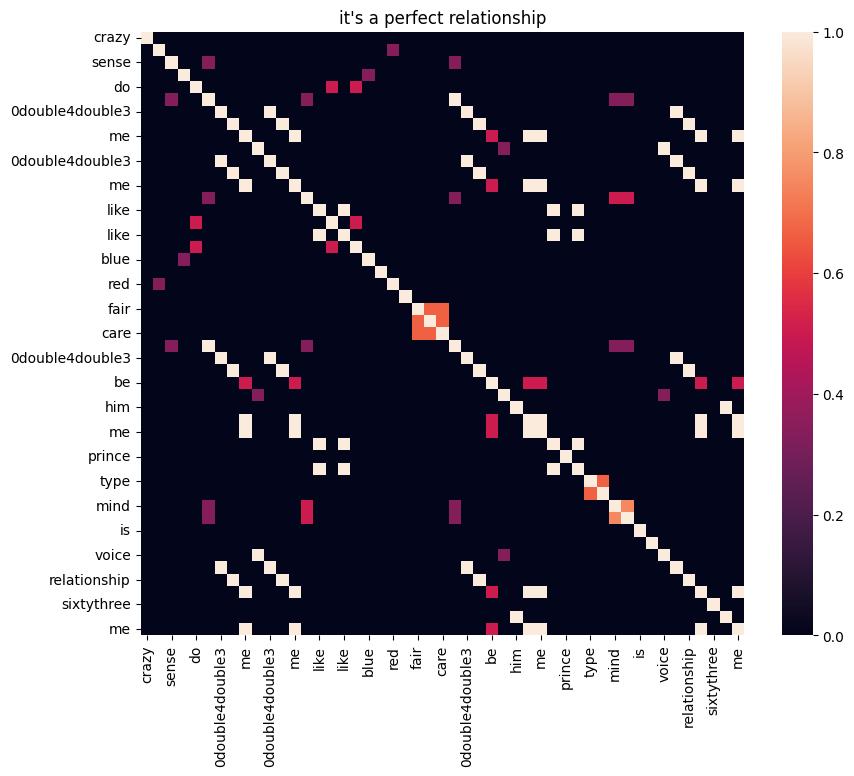 it's a perfect relationship
crazy
sense
do
0double4double3
me
0double4double3
me
like
like
blue
red
fair
care
0double4double3
be
him
me
prince
type
mind
is
voice
relationship
sixtythree
me
1.0
0.8
0.6
0.4
0.2
0.0
crazy
sense
do
0double4double3
me
0double4double3
me
like
like
blue
red
fair
care
0double4double3
be
him
me
prince
type
mind
is
voice
relationship
sixtythree
me